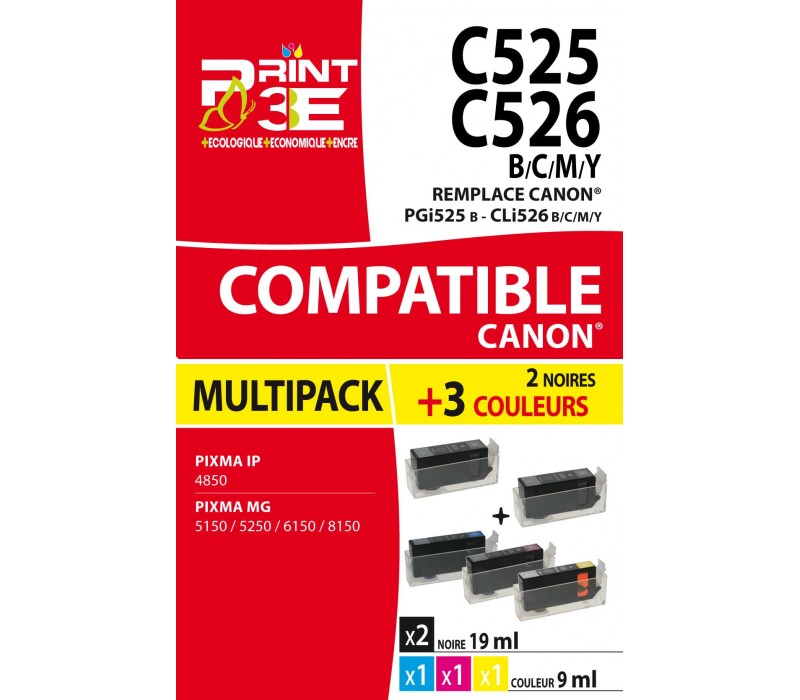 PRINT
3E
+ECOLOGIQUE+ECONOMIQUE+ENCRE
C525
C526
B/C/M/Y
REMPLACE CANON®
PGi525 B - CLi526 B/C/M/Y
COMPATIBLE
CANON®
MULTIPACK
2 NOIRES
+3 COULEURS
PIXMA IP
4850
PIXMA MG
5150 / 5250 / 6150 / 8150
+
x2 NOIRE 19 ml
x1 x1 x1 COULEUR 9 ml